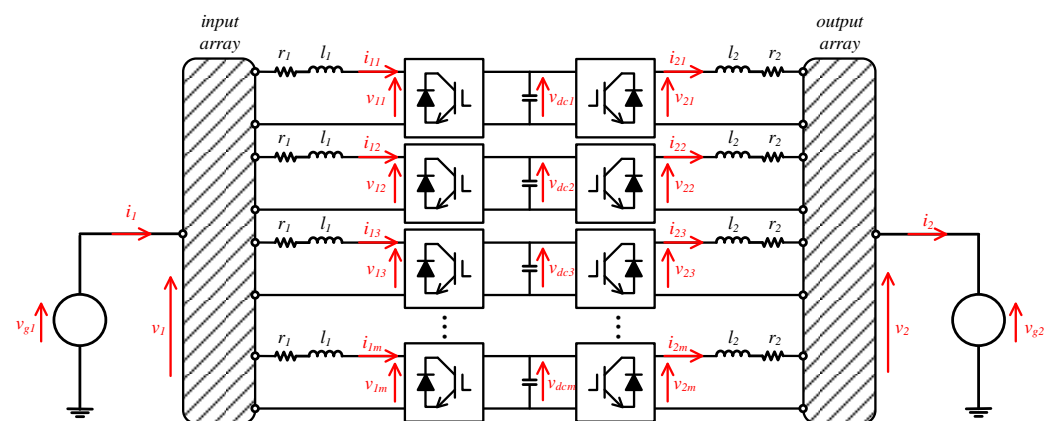 input array
output array
r1 l1 i11 i21 l2 r2
v11 vdc1 v21
r1 l1 i12 i22 l2 r2
v12 vdc2 v22
r1 l1 i13 i23 l2 r2
i1 i2
v13 vdc3 v23
vg1 v1 v2 vg2
r1 l1 i1m i2m l2 r2
v1m vdcm v2m